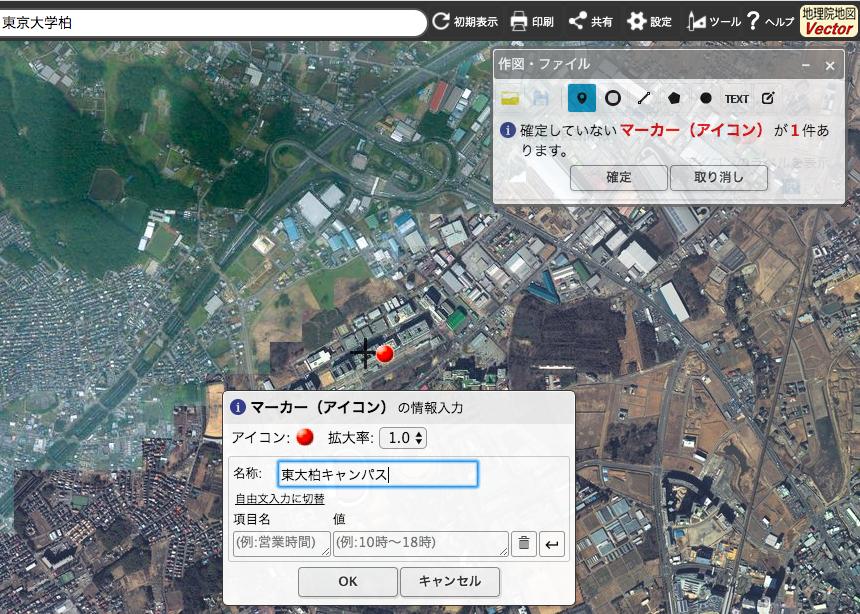 東京大学柏
初期表示
印刷
共有
設定
ツール
ヘルプ
地理院地図
Vector
作図・ファイル
TEXT
確定していないマーカー（アイコン）が1件あ
ります。
確定
取り消し
マーカー（アイコン）の情報入力
アイコン:
拡大率: 1.0
名称: 東大柏キャンパス
自由文入力に切替
項目名 値
(例:営業時間) (例:10時〜18時)
OK キャンセル